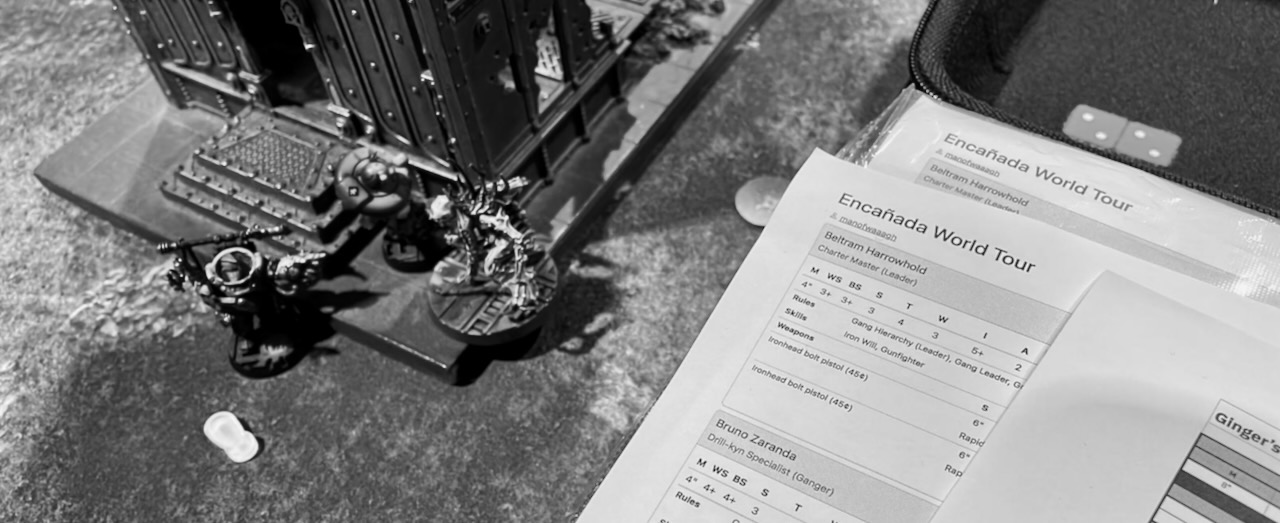 Encañada World Tour
manofwaaagh
Beltram Harrowhold
Charter Master (Leader)
Encañada World Tour
manofwaaagh
Beltram Harrowhold
Charter Master (Leader)
M WS BS S T W I A
4" 3+ 3+ 3 4 3 5+ 2
Rules Gang Hierarchy (Leader), Gang Leader,
Skills Iron Will, Gunfighter
Weapons S
Ironhead bolt pistol (45¢) 6"
Rapid
Ironhead bolt pistol (45¢) 6"
Rap
Bruno Zaranda
Drill-kyn Specialist (Ganger)
M WS BS S T
4" 4+ 4+ 3
Rules
Ginger's
M
8"